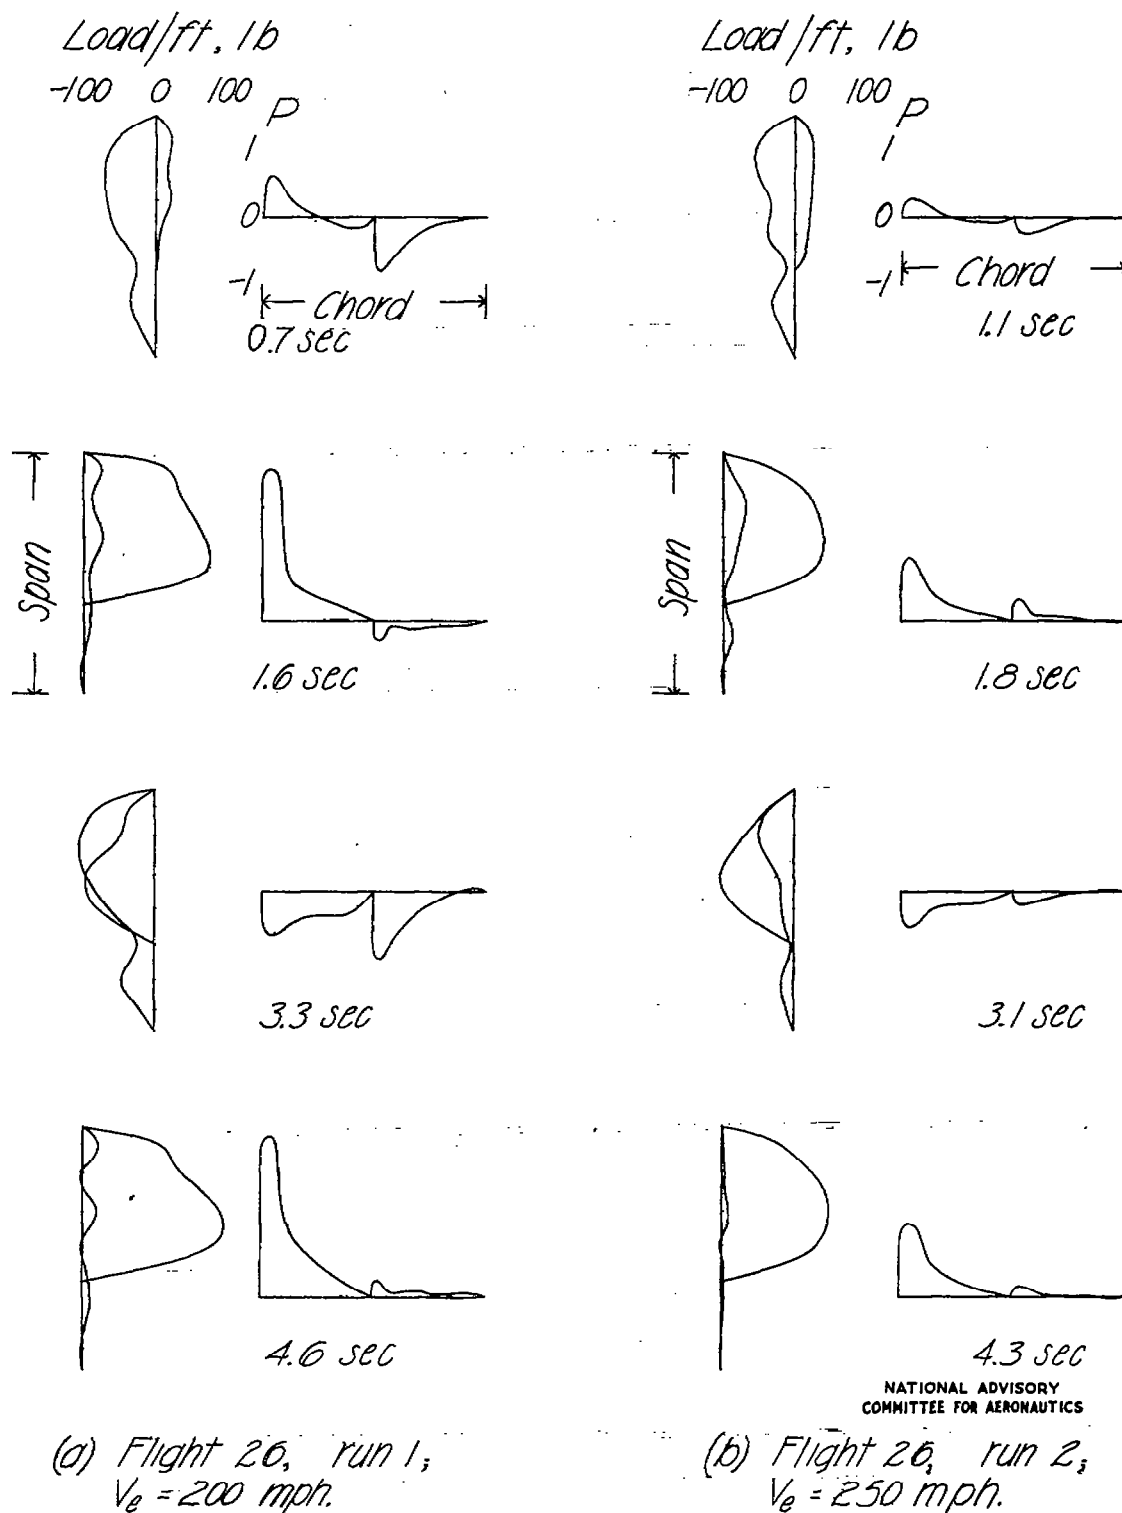 Load/ft, lb
-100 0 100
P
1
0
-1
Chord
0.7 sec
Span
1.6 sec
3.3 sec
4.6 sec
(a) Flight 26, run 1;
Ve = 200 mph.
Load/ft, lb
-100 0 100
P
1
0
-1
Chord
1.1 sec
Span
1.8 sec
3.1 sec
4.3 sec
NATIONAL ADVISORY
COMMITTEE FOR AERONAUTICS
(b) Flight 26, run 2;
Ve = 250 mph.